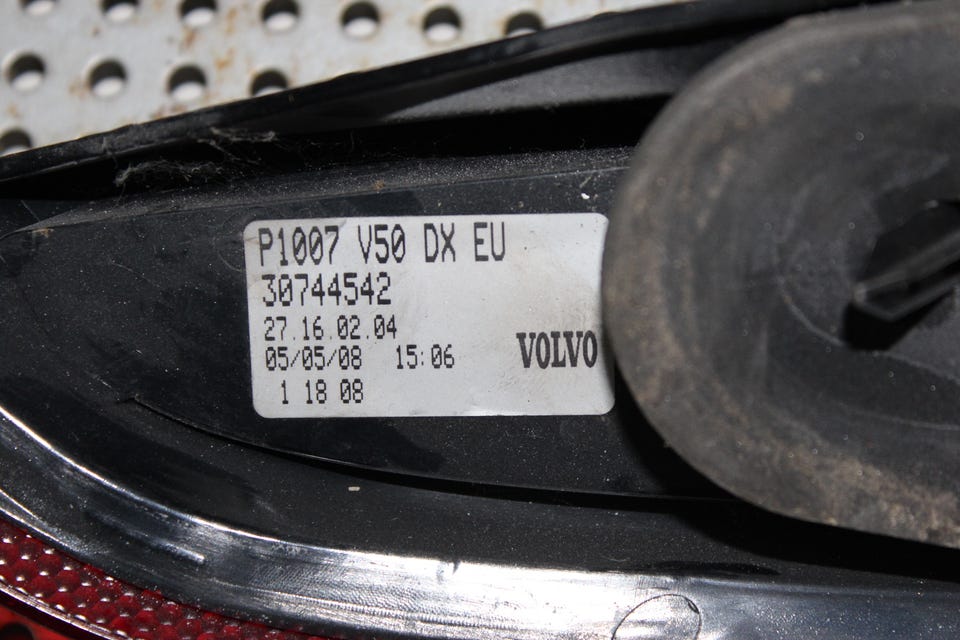 P1007 V50 DX EU
30744542
27.16.02.04
05/05/08 15:06
VOLVO
1 18 08